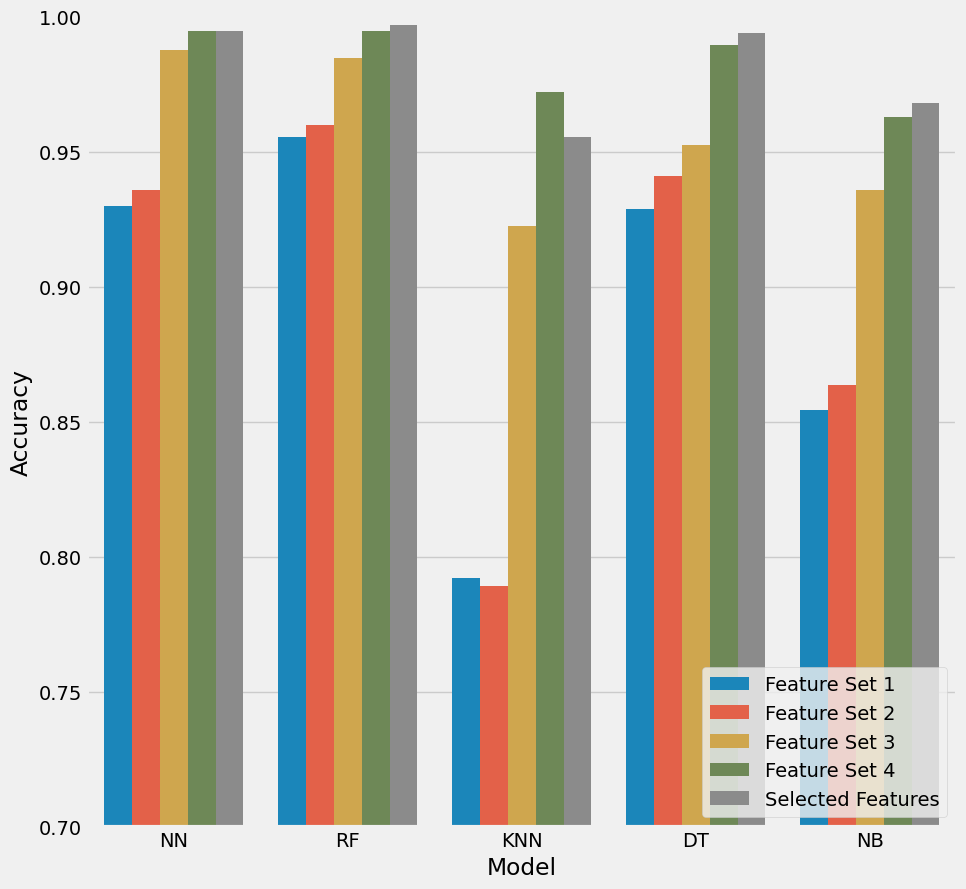 1.00
0.95
0.90
0.85
0.80
0.75
0.70
Accuracy
NN RF KNN DT NB
Model
Feature Set 1
Feature Set 2
Feature Set 3
Feature Set 4
Selected Features